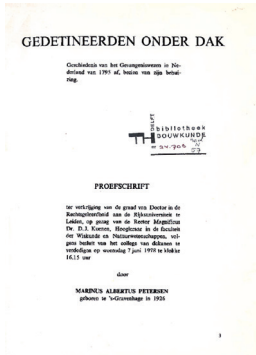 GEDETINEERDEN ONDER DAK
Geschiedenis van het Gevangeniswezen in Ne-
derland van 1795 af, bezien van zijn behui-
zing.
TH DELFT
bibliotheek
BOUWKUNDE
PROEFSCHRIFT
ter verkrijging van de graad van Doctor in de
Rechtsgeleerdheid aan de Rijksuniversiteit te
Leiden, op gezag van de Rector Magnificus
Dr. D.J. Kuenen, Hoogleraar in de faculteit
der Wiskunde en Natuurwetenschappen, vol-
gens besluit van het college van dekanen te
verdedigen op woensdag 7 juni 1978 te klokke
16.15 uur
door
MARINUS ALBERTUS PETERSEN
geboren te 's-Gravenhage in 1926